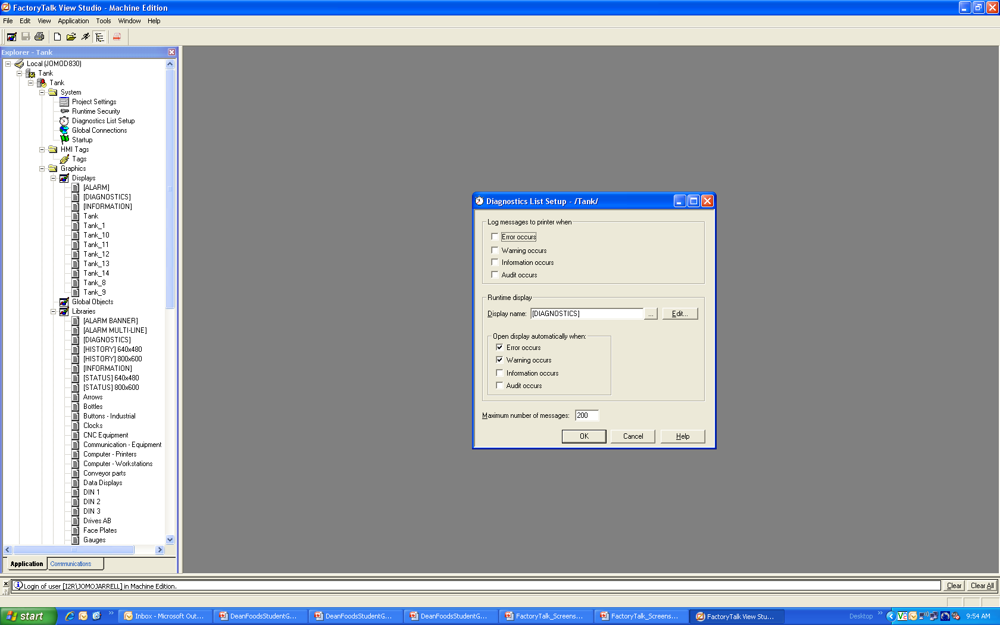 FactoryTalk View Studio - Machine Edition
File Edit View Application Tools Window Help
Explorer - Tank
Local (JOMOD830)
Tank
Tank
System
Project Settings
Runtime Security
Diagnostics List Setup
Global Connections
Startup
HMI Tags
Tags
Graphics
Displays
[ALARM]
[DIAGNOSTICS]
[INFORMATION]
Tank
Tank_1
Tank_10
Tank_11
Tank_12
Tank_13
Tank_14
Tank_8
Tank_9
Global Objects
Libraries
[ALARM BANNER]
[ALARM MULTI-LINE]
[DIAGNOSTICS]
[HISTORY] 640x480
[HISTORY] 800x600
[INFORMATION]
[STATUS] 640x480
[STATUS] 800x600
Arrows
Bottles
Buttons - Industrial
Clocks
CNC Equipment
Communication - Equipment
Computer - Printers
Computer - Workstations
Conveyor parts
Data Displays
DIN 1
DIN 2
DIN 3
Drives AB
Face Plates
Gauges
Application Communications
Diagnostics List Setup - /Tank/
Log messages to printer when
Error occurs
Warning occurs
Information occurs
Audit occurs
Runtime display
Display name: [DIAGNOSTICS] ... Edit...
Open display automatically when:
Error occurs
Warning occurs
Information occurs
Audit occurs
Maximum number of messages: 200
OK Cancel Help
Login of user [I2R\JOMOJARRELL] in Machine Edition.
Clear Clear All
start Inbox - Microsoft Out... DeanFoodsStudentG... DeanFoodsStudentG... DeanFoodsStudentG... FactoryTalk_Screens... FactoryTalk_Screens... FactoryTalk View Stu... Desktop 9:54 AM